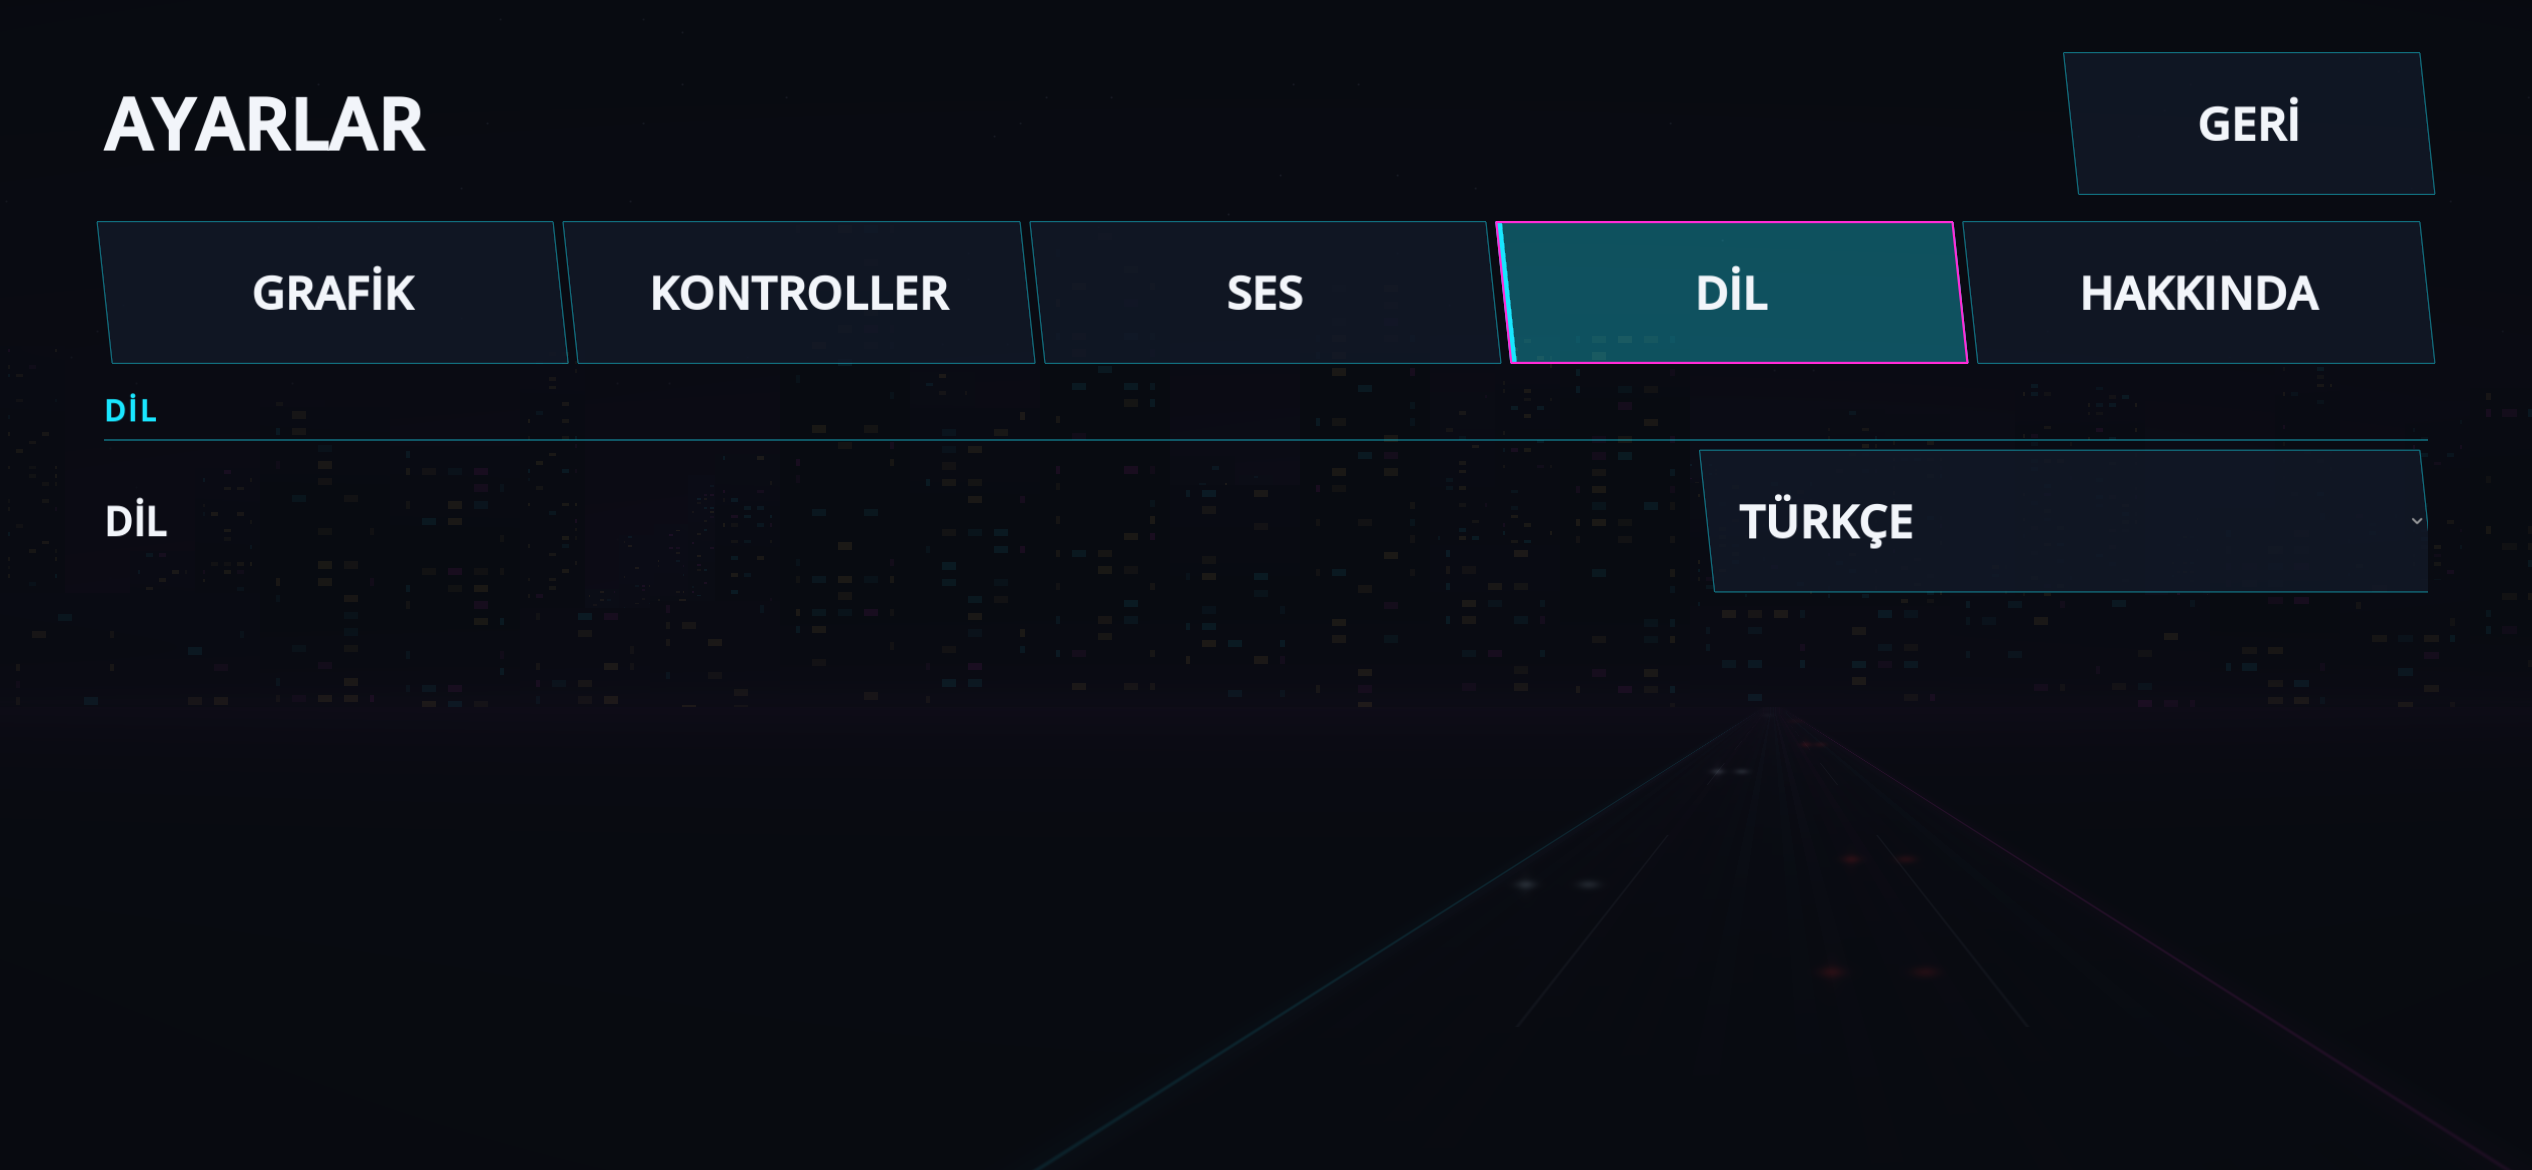 AYARLAR
GERİ
GRAFİK
KONTROLLER
SES
DİL
HAKKINDA
DİL
DİL
TÜRKÇE